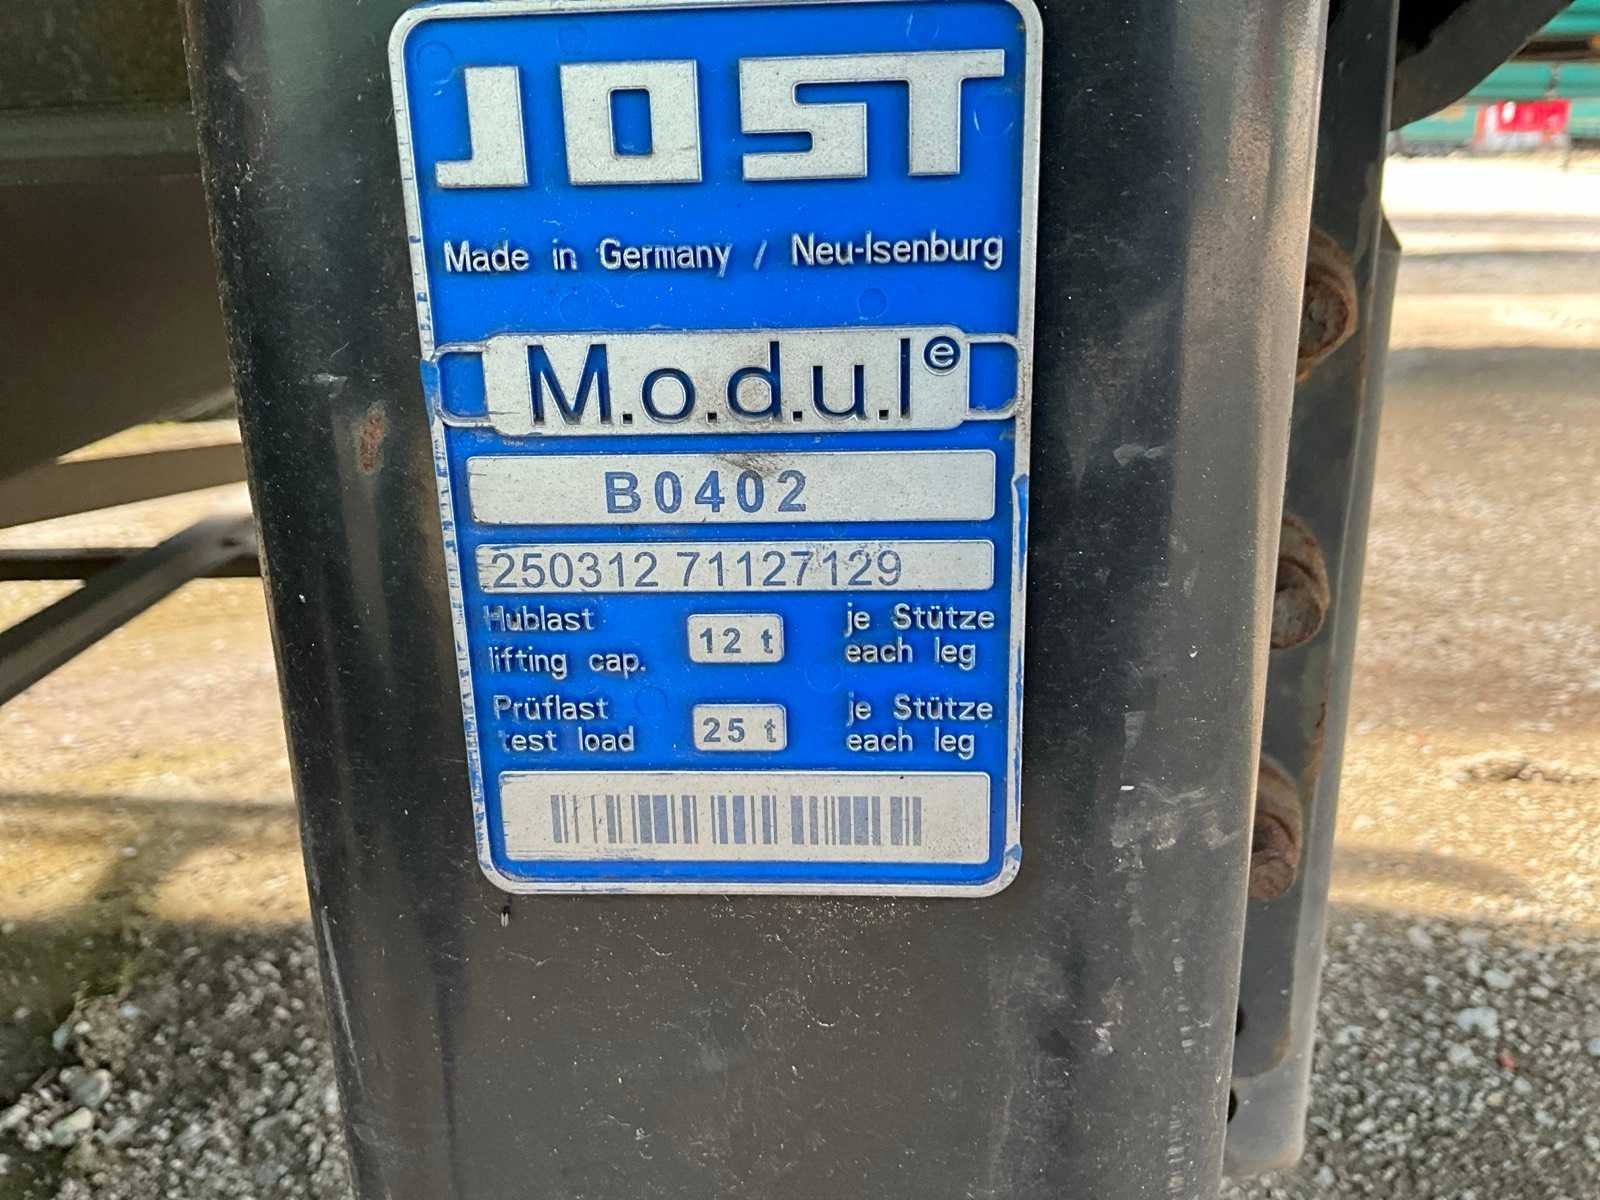 JOST
Made in Germany / Neu-Isenburg
M.o.d.u.l e
B0402
250312 71127129
Hublast 12 t je Stütze
lifting cap. each leg
Prüflast 25 t je Stütze
test load each leg